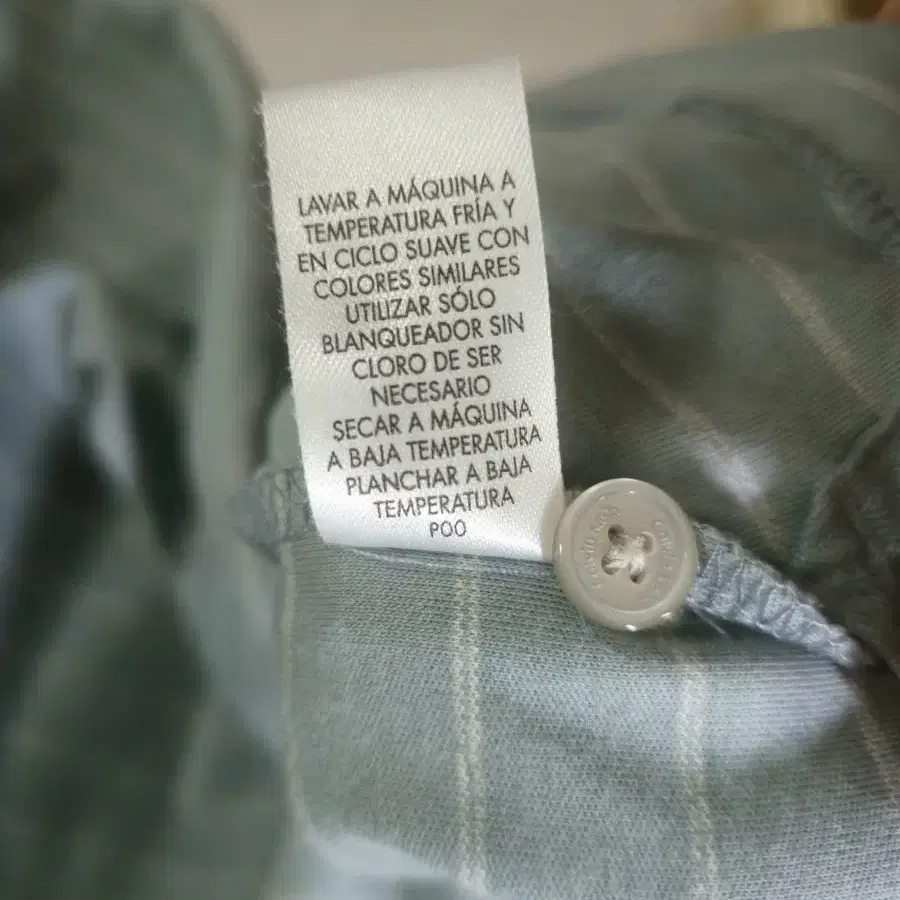 LAVAR A MÁQUINA A
TEMPERATURA FRÍA Y
EN CICLO SUAVE CON
COLORES SIMILARES
UTILIZAR SÓLO
BLANQUEADOR SIN
CLORO DE SER
NECESARIO
SECAR A MÁQUINA
A BAJA TEMPERATURA
PLANCHAR A BAJA
TEMPERATURA
P00